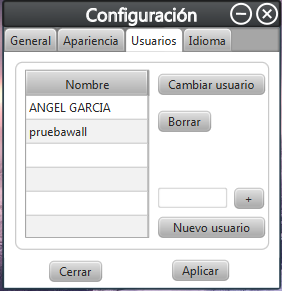 Configuración
General Apariencia Usuarios Idioma
Nombre
ANGEL GARCIA
pruebawall
Cambiar usuario
Borrar
+
Nuevo usuario
Cerrar Aplicar